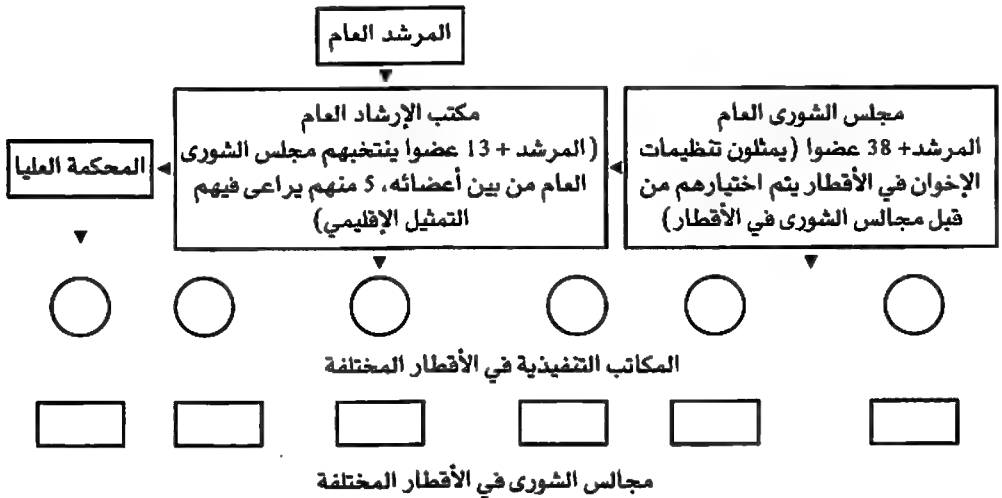 المرشد العام
مجلس الشورى العام
المرشد+ 38 عضوا (يمثلون تنظيمات
الإخوان في الأقطار يتم اختيارهم من
قبل مجالس الشورى في الأقطار)
مكتب الإرشاد العام
(المرشد + 13 عضوا ينتخبهم مجلس الشورى
العام من بين أعضائه، 5 منهم يراعى فيهم
التمثيل الإقليمي)
المحكمة العليا
المكاتب التنفيذية في الأقطار المختلفة
مجالس الشورى في الأقطار المختلفة